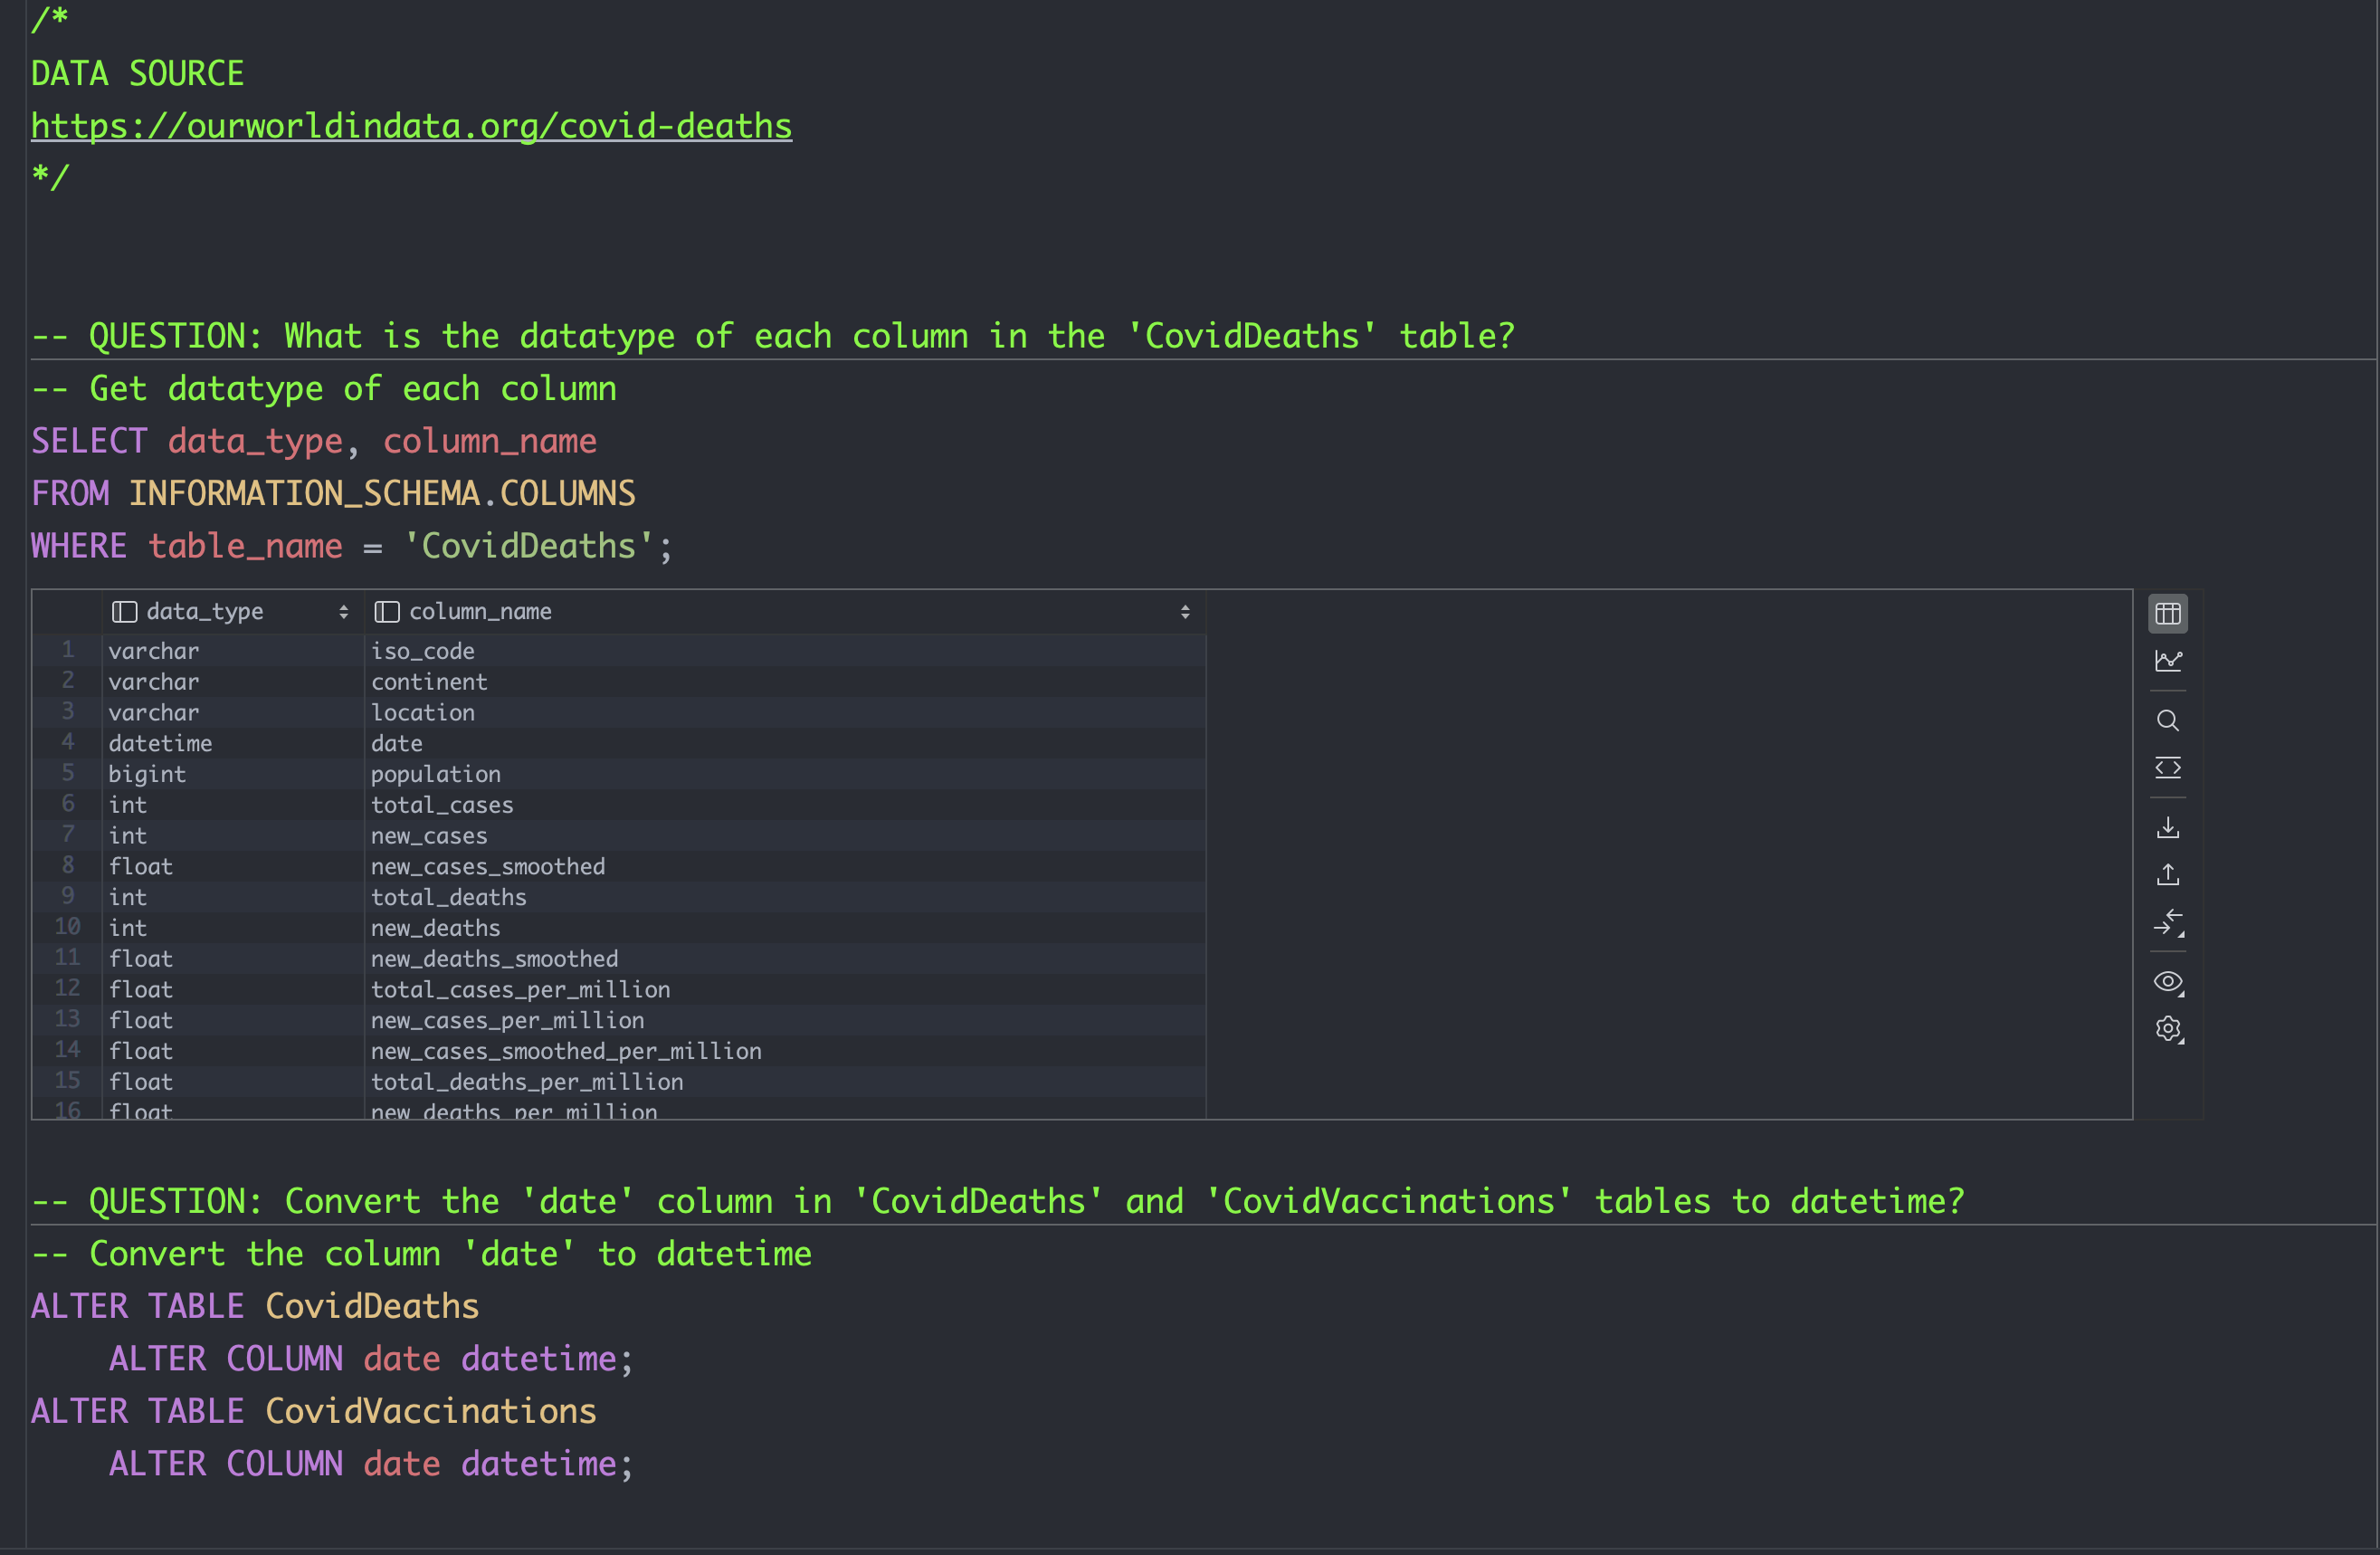 /*
DATA SOURCE
https://ourworldindata.org/covid-deaths
*/
-- QUESTION: What is the datatype of each column in the 'CovidDeaths' table?
-- Get datatype of each column
SELECT data_type, column_name
FROM INFORMATION_SCHEMA.COLUMNS
WHERE table_name = 'CovidDeaths';
data_type column_name
1 varchar iso_code
2 varchar continent
3 varchar location
4 datetime date
5 bigint population
6 int total_cases
7 int new_cases
8 float new_cases_smoothed
9 int total_deaths
10 int new_deaths
11 float new_deaths_smoothed
12 float total_cases_per_million
13 float new_cases_per_million
14 float new_cases_smoothed_per_million
15 float total_deaths_per_million
16 float new_deaths_per_million
-- QUESTION: Convert the 'date' column in 'CovidDeaths' and 'CovidVaccinations' tables to datetime?
-- Convert the column 'date' to datetime
ALTER TABLE CovidDeaths
    ALTER COLUMN date datetime;
ALTER TABLE CovidVaccinations
    ALTER COLUMN date datetime;